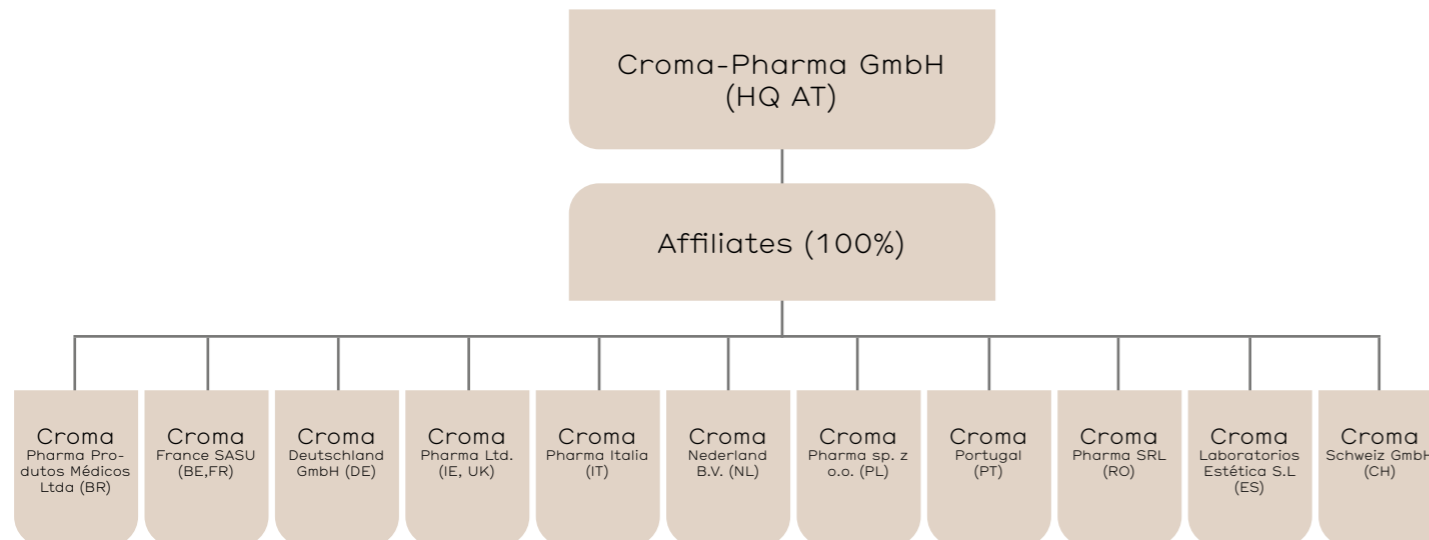 Croma-Pharma GmbH
(HQ AT)
Affiliates (100%)
Croma
Pharma Pro-
dutos Médicos
Ltda (BR)
Croma
France SASU
(BE,FR)
Croma
Deutschland
GmbH (DE)
Croma
Pharma Ltd.
(IE, UK)
Croma
Pharma Italia
(IT)
Croma
Nederland
B.V. (NL)
Croma
Pharma sp. z
o.o. (PL)
Croma
Portugal
(PT)
Croma
Pharma SRL
(RO)
Croma
Laboratorios
Estética S.L
(ES)
Croma
Schweiz GmbH
(CH)